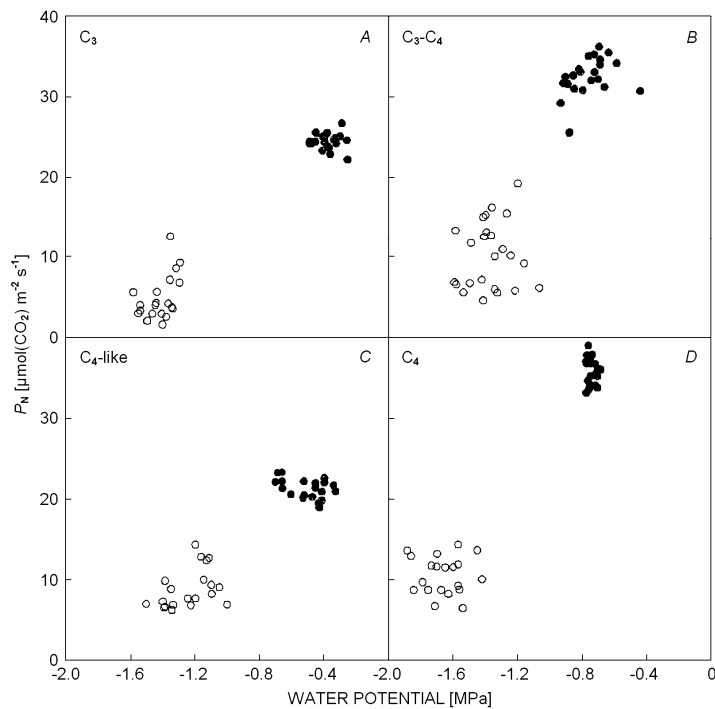 40
C₃ A
C₃-C₄ B
30
20
10
0
C₄-like C
C₄ D
30
20
10
0
P_N [µmol(CO₂) m⁻² s⁻¹]
-2.0 -1.6 -1.2 -0.8 -0.4 -2.0 -1.6 -1.2 -0.8 -0.4 0
WATER POTENTIAL [MPa]